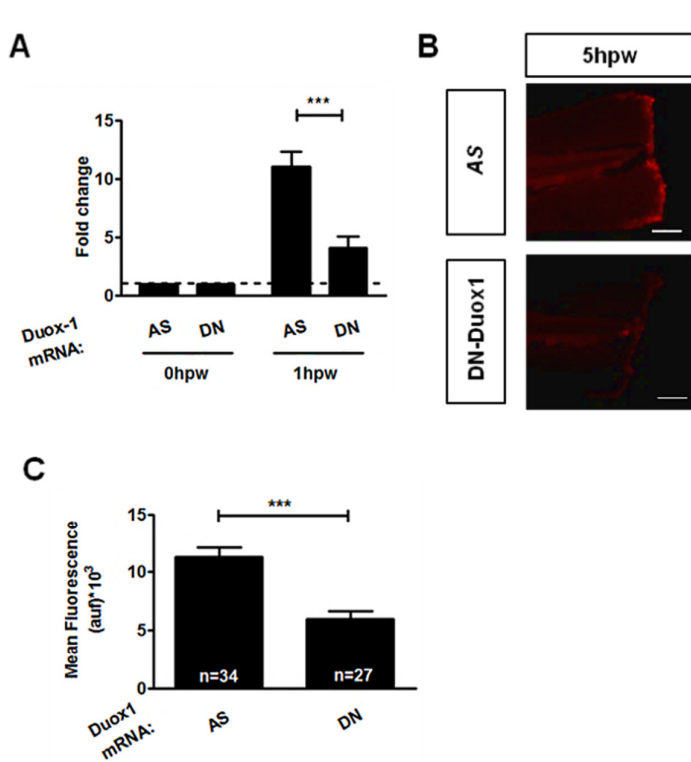 A
***
15
10
5
0
Fold change
Duox-1
mRNA:
AS DN AS DN
0hpw 1hpw
B
5hpw
AS
DN-Duox1
C
***
15
10
5
0
Mean Fluorescence
(auf)*10³
n=34 n=27
Duox1
mRNA:
AS DN